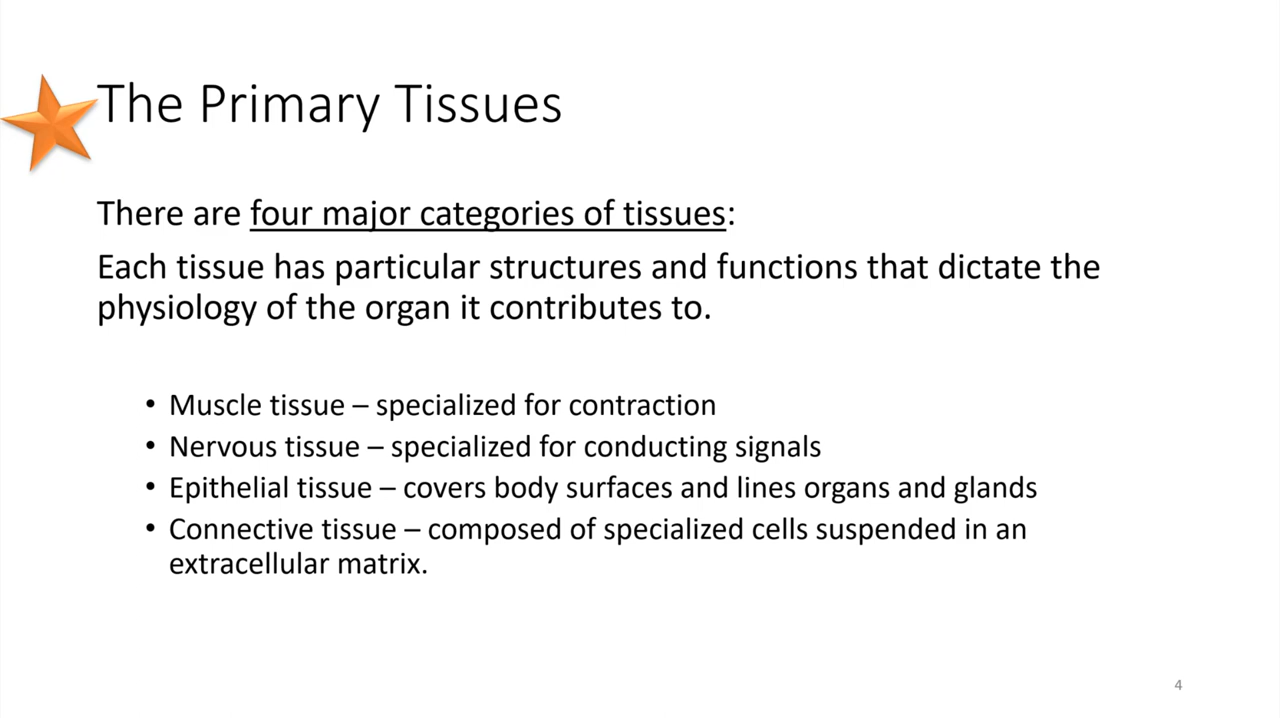 The Primary Tissues
There are four major categories of tissues:
Each tissue has particular structures and functions that dictate the
physiology of the organ it contributes to.
• Muscle tissue – specialized for contraction
• Nervous tissue – specialized for conducting signals
• Epithelial tissue – covers body surfaces and lines organs and glands
• Connective tissue – composed of specialized cells suspended in an
extracellular matrix.
4